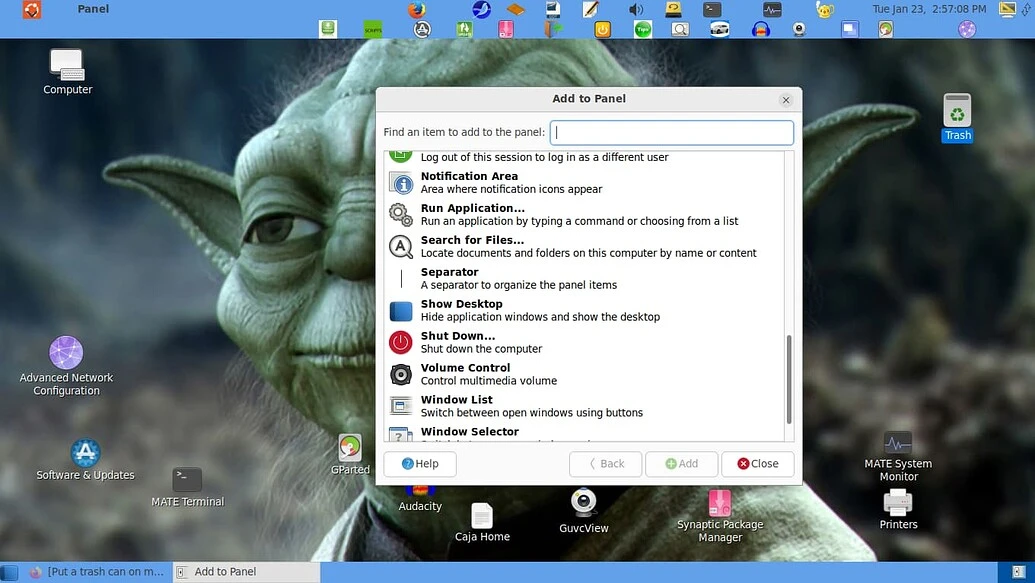 Panel
Tue Jan 23, 2:57:08 PM
SCRIPTS
Tips
Computer
Add to Panel
Find an item to add to the panel:
Trash
Log out of this session to log in as a different user
Notification Area
Area where notification icons appear
Run Application...
Run an application by typing a command or choosing from a list
Search for Files...
Locate documents and folders on this computer by name or content
Separator
A separator to organize the panel items
Show Desktop
Hide application windows and show the desktop
Shut Down...
Shut down the computer
Volume Control
Control multimedia volume
Window List
Switch between open windows using buttons
Window Selector
Help
Back
Add
Close
Advanced Network
Configuration
Software & Updates
MATE Terminal
GParted
Audacity
Caja Home
GuvcView
Synaptic Package
Manager
MATE System
Monitor
Printers
[Put a trash can on m...
Add to Panel